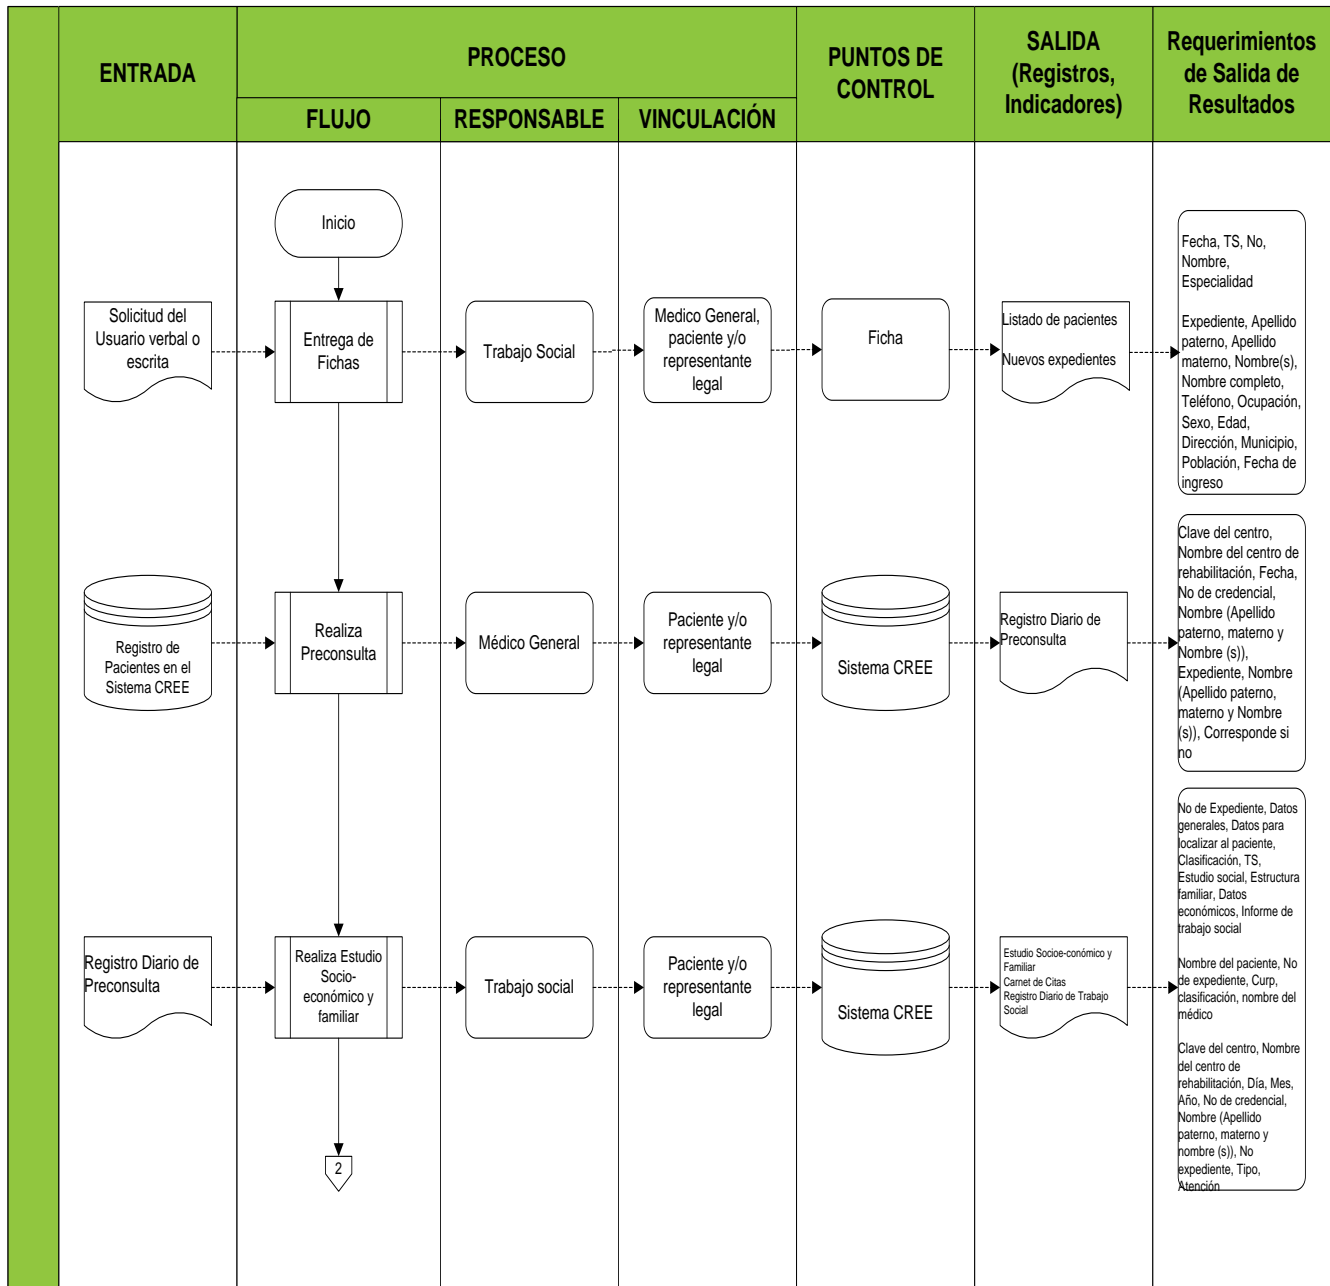 ENTRADA
PROCESO
PUNTOS DE
CONTROL
SALIDA
(Registros,
Indicadores)
Requerimientos
de Salida de
Resultados
FLUJO
RESPONSABLE
VINCULACIÓN
Inicio
Solicitud del
Usuario verbal o
escrita
Entrega de
Fichas
Trabajo Social
Medico General,
paciente y/o
representante
legal
Ficha
Listado de pacientes
Nuevos expedientes
Fecha, TS, No,
Nombre,
Especialidad
Expediente, Apellido
paterno, Apellido
materno, Nombre(s),
Nombre completo,
Teléfono, Ocupación,
Sexo, Edad,
Dirección, Municipio,
Población, Fecha de
ingreso
Registro de
Pacientes en el
Sistema CREE
Realiza
Preconsulta
Médico General
Paciente y/o
representante
legal
Sistema CREE
Registro Diario de
Preconsulta
Clave del centro,
Nombre del centro de
rehabilitación, Fecha,
No de credencial,
Nombre (Apellido
paterno, materno y
Nombre (s)),
Expediente, Nombre
(Apellido paterno,
materno y Nombre
(s)), Corresponde si
no
Registro Diario de
Preconsulta
Realiza Estudio
Socio-
económico y
familiar
Trabajo social
Paciente y/o
representante
legal
Sistema CREE
Estudio Socioe-conómico y
Familiar
Carnet de Citas
Registro Diario de Trabajo
Social
No de Expediente, Datos
generales, Datos para
localizar al paciente,
Clasificación, TS,
Estudio social, Estructura
familiar, Datos
económicos, Informe de
trabajo social
Nombre del paciente, No
de expediente, Curp,
clasificación, nombre del
médico
Clave del centro, Nombre
del centro de
rehabilitación, Día, Mes,
Año, No de credencial,
Nombre (Apellido
paterno, materno y
nombre (s)), No
expediente, Tipo,
Atención
2